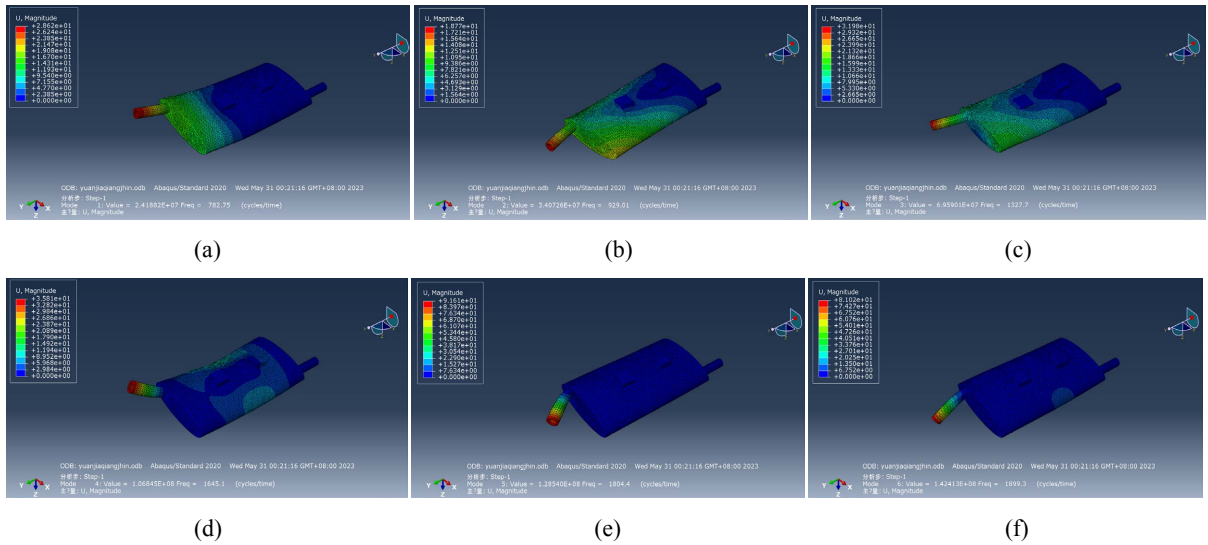 U, Magnitude
+2.862e+01
+2.624e+01
+2.385e+01
+2.147e+01
+1.908e+01
+1.670e+01
+1.431e+01
+1.193e+01
+9.540e+00
+7.155e+00
+4.770e+00
+2.385e+00
+0.000e+00
ODB: yuanjiaqiangjhin.odb Abaqus/Standard 2020 Wed May 31 00:21:16 GMT+08:00 2023
分析步: Step-1
Mode 1: Value = 2.41882E+07 Freq = 782.75 (cycles/time)
主?量: U, Magnitude
Y Z X
(a)
U, Magnitude
+1.877e+01
+1.721e+01
+1.564e+01
+1.408e+01
+1.251e+01
+1.095e+01
+9.386e+00
+7.821e+00
+6.257e+00
+4.693e+00
+3.129e+00
+1.564e+00
+0.000e+00
ODB: yuanjiaqiangjhin.odb Abaqus/Standard 2020 Wed May 31 00:21:16 GMT+08:00 2023
分析步: Step-1
Mode 2: Value = 3.40726E+07 Freq = 929.01 (cycles/time)
主?量: U, Magnitude
Y Z X
(b)
U, Magnitude
+3.198e+01
+2.932e+01
+2.665e+01
+2.399e+01
+2.132e+01
+1.866e+01
+1.599e+01
+1.333e+01
+1.066e+01
+7.995e+00
+5.330e+00
+2.665e+00
+0.000e+00
ODB: yuanjiaqiangjhin.odb Abaqus/Standard 2020 Wed May 31 00:21:16 GMT+08:00 2023
分析步: Step-1
Mode 3: Value = 6.95901E+07 Freq = 1327.7 (cycles/time)
主?量: U, Magnitude
Y Z X
(c)
U, Magnitude
+3.581e+01
+3.282e+01
+2.984e+01
+2.686e+01
+2.387e+01
+2.089e+01
+1.790e+01
+1.492e+01
+1.194e+01
+8.952e+00
+5.968e+00
+2.984e+00
+0.000e+00
ODB: yuanjiaqiangjhin.odb Abaqus/Standard 2020 Wed May 31 00:21:16 GMT+08:00 2023
分析步: Step-1
Mode 4: Value = 1.06845E+08 Freq = 1645.1 (cycles/time)
主?量: U, Magnitude
Y Z X
(d)
U, Magnitude
+9.161e+01
+8.397e+01
+7.634e+01
+6.870e+01
+6.107e+01
+5.344e+01
+4.580e+01
+3.817e+01
+3.054e+01
+2.290e+01
+1.527e+01
+7.634e+00
+0.000e+00
ODB: yuanjiaqiangjhin.odb Abaqus/Standard 2020 Wed May 31 00:21:16 GMT+08:00 2023
分析步: Step-1
Mode 5: Value = 1.28540E+08 Freq = 1804.4 (cycles/time)
主?量: U, Magnitude
Y Z X
(e)
U, Magnitude
+8.102e+01
+7.427e+01
+6.752e+01
+6.076e+01
+5.401e+01
+4.726e+01
+4.051e+01
+3.376e+01
+2.701e+01
+2.025e+01
+1.350e+01
+6.752e+00
+0.000e+00
ODB: yuanjiaqiangjhin.odb Abaqus/Standard 2020 Wed May 31 00:21:16 GMT+08:00 2023
分析步: Step-1
Mode 6: Value = 1.42413E+08 Freq = 1899.3 (cycles/time)
主?量: U, Magnitude
Y Z X
(f)